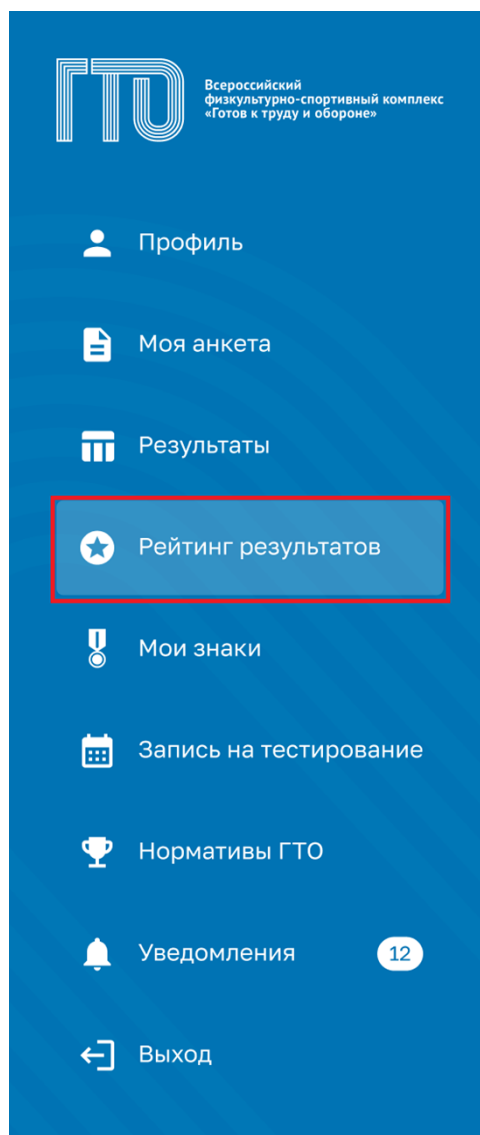 ГТО
Всероссийский
физкультурно-спортивный комплекс
«Готов к труду и обороне»
Профиль
Моя анкета
Результаты
Рейтинг результатов
Мои знаки
Запись на тестирование
Нормативы ГТО
Уведомления 12
Выход